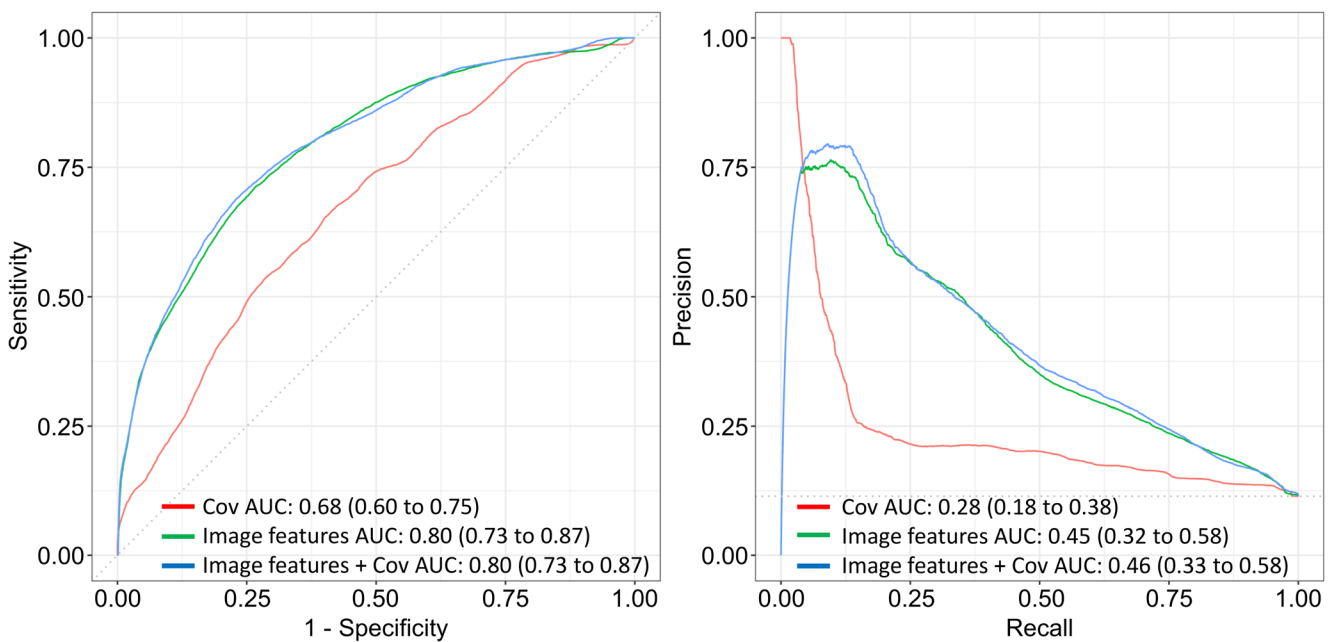 Sensitivity
1.00
0.75
0.50
0.25
0.00
Cov AUC: 0.68 (0.60 to 0.75)
Image features AUC: 0.80 (0.73 to 0.87)
Image features + Cov AUC: 0.80 (0.73 to 0.87)
0.00 0.25 0.50 0.75 1.00
1 - Specificity
Precision
1.00
0.75
0.50
0.25
0.00
Cov AUC: 0.28 (0.18 to 0.38)
Image features AUC: 0.45 (0.32 to 0.58)
Image features + Cov AUC: 0.46 (0.33 to 0.58)
0.00 0.25 0.50 0.75 1.00
Recall